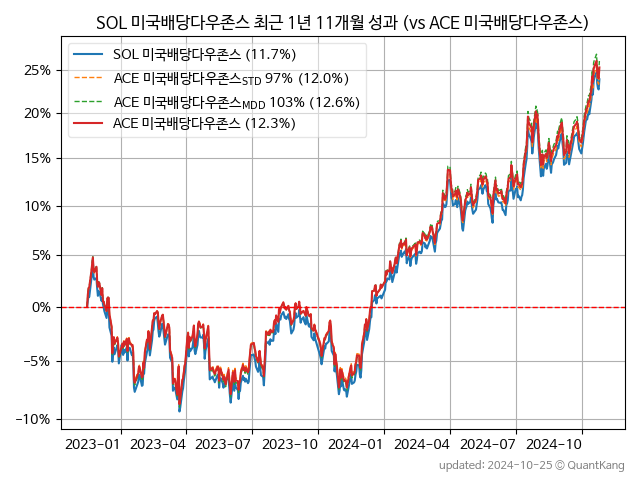 SOL 미국배당다우존스 최근 1년 11개월 성과 (vs ACE 미국배당다우존스)
SOL 미국배당다우존스 (11.7%)
ACE 미국배당다우존스STD 97% (12.0%)
ACE 미국배당다우존스MDD 103% (12.6%)
ACE 미국배당다우존스 (12.3%)
25%
20%
15%
10%
5%
0%
−5%
−10%
2023−01 2023−04 2023−07 2023−10 2024−01 2024−04 2024−07 2024−10
updated: 2024-10-25 © QuantKang